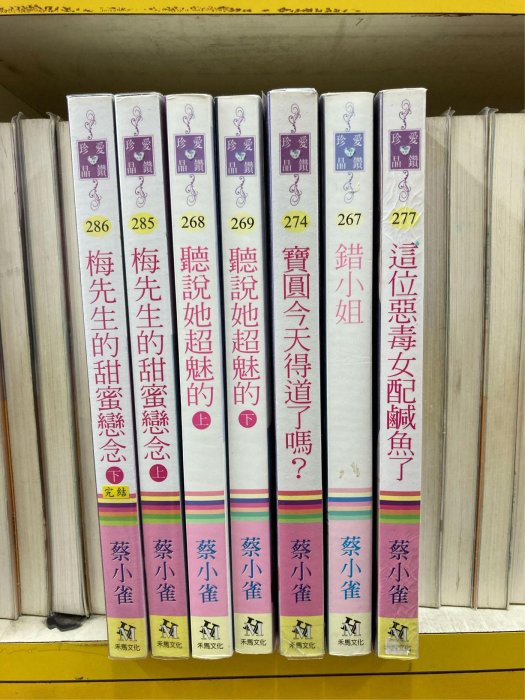 珍愛
晶鑽
286
梅先生的甜蜜戀念
下
完結
蔡小雀
禾馬文化
珍愛
晶鑽
285
梅先生的甜蜜戀念
上
蔡小雀
禾馬文化
珍愛
晶鑽
268
聽說她超魅的
上
蔡小雀
禾馬文化
珍愛
晶鑽
269
聽說她超魅的
下
蔡小雀
禾馬文化
珍愛
晶鑽
274
寶圓今天得道了嗎？
蔡小雀
禾馬文化
珍愛
晶鑽
267
錯小姐
蔡小雀
禾馬文化
珍愛
晶鑽
277
這位惡毒女配鹹魚了
蔡小雀
禾馬文化